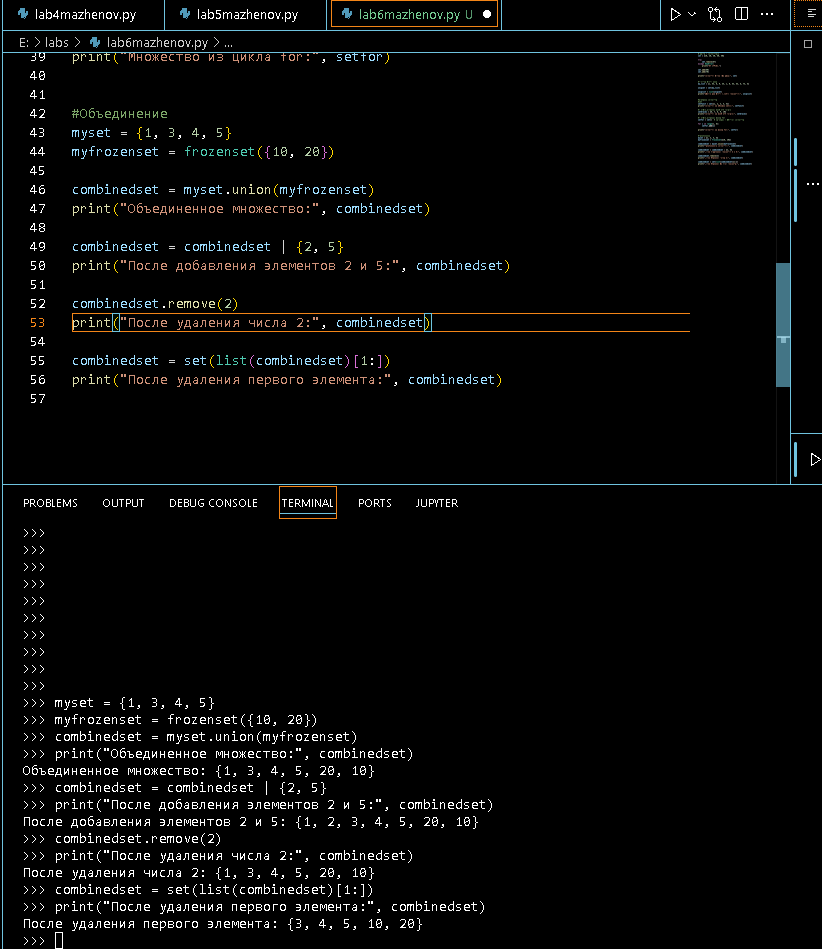 lab4mazhenov.py lab5mazhenov.py lab6mazhenov.py U
E: > labs > lab6mazhenov.py > ...
39 print("Множество из цикла for:", setfor)
40
41
42 #Объединение
43 myset = {1, 3, 4, 5}
44 myfrozenset = frozenset({10, 20})
45
46 combinedset = myset.union(myfrozenset)
47 print("Объединенное множество:", combinedset)
48
49 combinedset = combinedset | {2, 5}
50 print("После добавления элементов 2 и 5:", combinedset)
51
52 combinedset.remove(2)
53 print("После удаления числа 2:", combinedset)
54
55 combinedset = set(list(combinedset)[1:])
56 print("После удаления первого элемента:", combinedset)
57
PROBLEMS OUTPUT DEBUG CONSOLE TERMINAL PORTS JUPYTER
>>>
>>>
>>>
>>>
>>>
>>>
>>>
>>>
>>>
>>>
>>> myset = {1, 3, 4, 5}
>>> myfrozenset = frozenset({10, 20})
>>> combinedset = myset.union(myfrozenset)
>>> print("Объединенное множество:", combinedset)
Объединенное множество: {1, 3, 4, 5, 20, 10}
>>> combinedset = combinedset | {2, 5}
>>> print("После добавления элементов 2 и 5:", combinedset)
После добавления элементов 2 и 5: {1, 2, 3, 4, 5, 20, 10}
>>> combinedset.remove(2)
>>> print("После удаления числа 2:", combinedset)
После удаления числа 2: {1, 3, 4, 5, 20, 10}
>>> combinedset = set(list(combinedset)[1:])
>>> print("После удаления первого элемента:", combinedset)
После удаления первого элемента: {3, 4, 5, 10, 20}
>>>